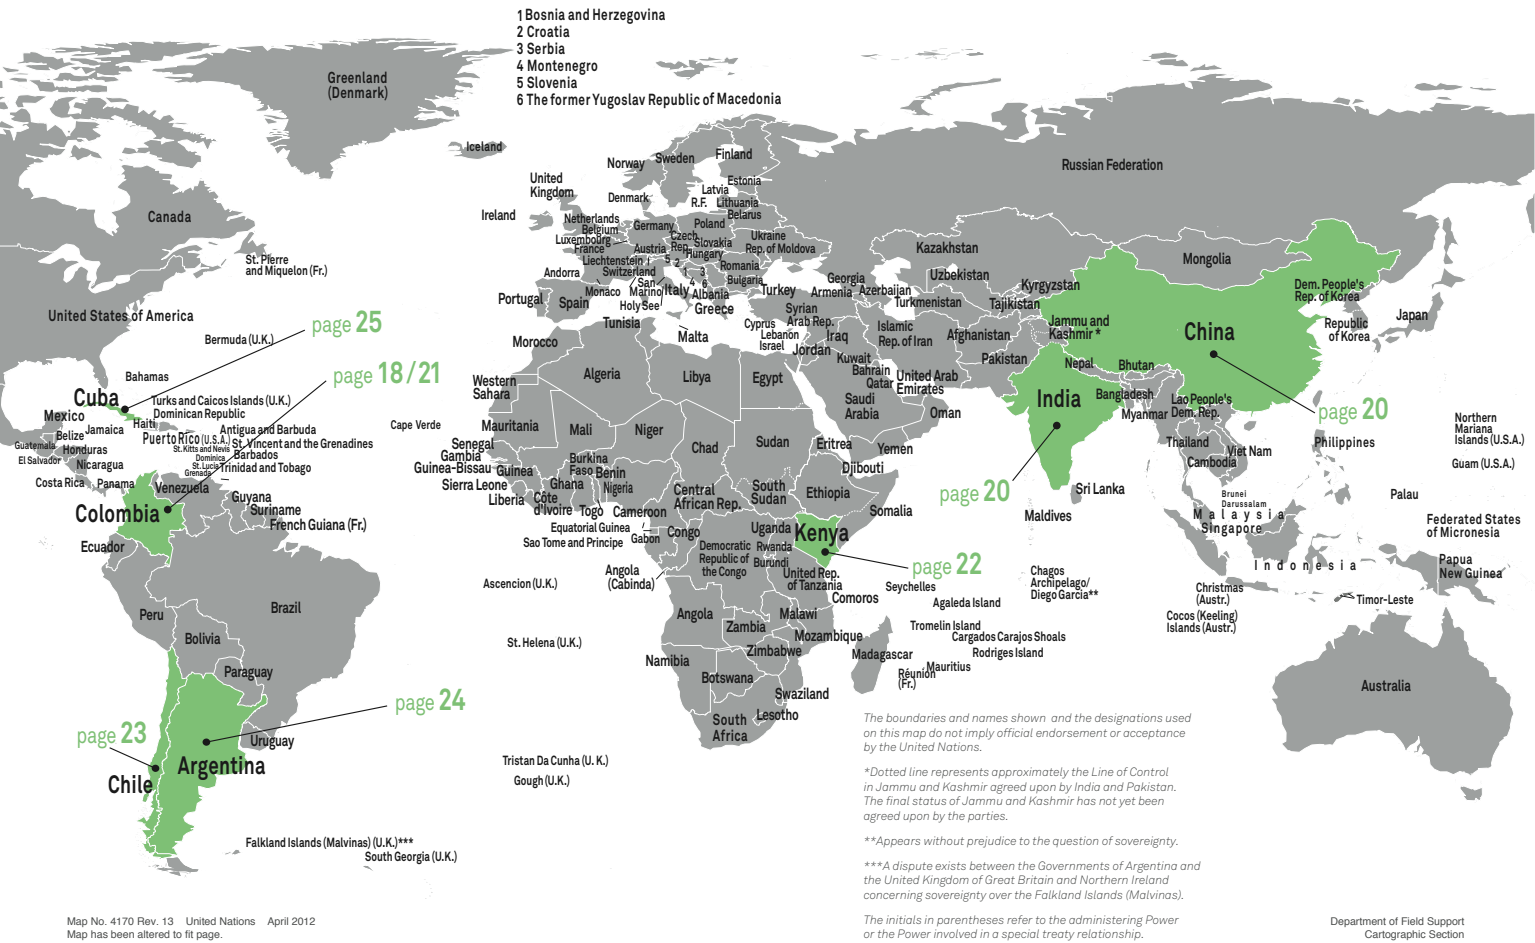 1 Bosnia and Herzegovina
2 Croatia
3 Serbia
4 Montenegro
5 Slovenia
6 The former Yugoslav Republic of Macedonia
Greenland
(Denmark)
Iceland
Norway
Sweden
Finland
Russian Federation
United
Kingdom
Denmark
Estonia
Latvia
R.F.
Lithuania
Belarus
Canada
Ireland
Netherlands
Belgium
Luxembourg
France
Germany
Poland
Czech
Rep.
Slovakia
Ukraine
Rep. of Moldova
Austria
Hungary
Liechtenstein
Switzerland
5
2
1
3
4
6
Romania
Bulgaria
St. Pierre
and Miquelon (Fr.)
Andorra
Monaco
San
Marino
Italy
Holy See
Albania
Greece
Turkey
Georgia
Armenia
Azerbaijan
Kazakhstan
Uzbekistan
Turkmenistan
Kyrgyzstan
Tajikistan
Mongolia
Dem. People's
Rep. of Korea
Republic
of Korea
Japan
Portugal
Spain
Tunisia
Malta
Cyprus
Lebanon
Israel
Syrian
Arab Rep.
Iraq
Jordan
Islamic
Rep. of Iran
Afghanistan
Jammu and
Kashmir *
China
United States of America
page 25
Bermuda (U.K.)
Morocco
Kuwait
Bahrain
Qatar
United Arab
Emirates
Pakistan
Nepal
Bhutan
page 18/21
Bahamas
Western
Sahara
Algeria
Libya
Egypt
Saudi
Arabia
Oman
India
Bangladesh
Myanmar
Lao People's
Dem. Rep.
page 20
Cuba
Turks and Caicos Islands (U.K.)
Mexico
Dominican Republic
Jamaica
Haiti
Belize
Puerto Rico (U.S.A.)
Antigua and Barbuda
Guatemala
Honduras
St. Kitts and Nevis
St. Vincent and the Grenadines
Dominica
Barbados
El Salvador
Nicaragua
St. Lucia
Trinidad and Tobago
Grenada
Costa Rica
Panama
Venezuela
Guyana
Suriname
French Guiana (Fr.)
Colombia
Ecuador
Cape Verde
Mauritania
Mali
Niger
Chad
Sudan
Eritrea
Yemen
Djibouti
Senegal
Gambia
Guinea-Bissau
Guinea
Sierra Leone
Liberia
Burkina
Faso
Benin
Ghana
Nigeria
Côte
d'Ivoire
Togo
Cameroon
Central
African Rep.
South
Sudan
Ethiopia
Somalia
Equatorial Guinea
Sao Tome and Principe
Gabon
Congo
Uganda
Kenya
Rwanda
Burundi
Democratic
Republic of
the Congo
United Rep.
of Tanzania
page 22
page 20
Sri Lanka
Maldives
Thailand
Viet Nam
Cambodia
Philippines
Northern
Mariana
Islands (U.S.A.)
Guam (U.S.A.)
Palau
Brunei
Darussalam
Malaysia
Singapore
Federated States
of Micronesia
Indonesia
Papua
New Guinea
Timor-Leste
Christmas
(Austr.)
Cocos (Keeling)
Islands (Austr.)
Chagos
Archipelago/
Diego Garcia**
Ascencion (U.K.)
Angola
(Cabinda)
Seychelles
Comoros
Agaleda Island
Peru
Brazil
Bolivia
Paraguay
St. Helena (U.K.)
Angola
Zambia
Malawi
Mozambique
Zimbabwe
Tromelin Island
Cargados Carajos Shoals
Rodriges Island
Madagascar
Mauritius
Réunion
(Fr.)
Namibia
Botswana
Swaziland
Lesotho
South
Africa
Australia
page 24
page 23
Uruguay
Argentina
Chile
Tristan Da Cunha (U. K.)
Gough (U.K.)
Falkland Islands (Malvinas) (U.K.)***
South Georgia (U.K.)
The boundaries and names shown and the designations used
on this map do not imply official endorsement or acceptance
by the United Nations.
*Dotted line represents approximately the Line of Control
in Jammu and Kashmir agreed upon by India and Pakistan.
The final status of Jammu and Kashmir has not yet been
agreed upon by the parties.
**Appears without prejudice to the question of sovereignty.
***A dispute exists between the Governments of Argentina and
the United Kingdom of Great Britain and Northern Ireland
concerning sovereignty over the Falkland Islands (Malvinas).
The initials in parentheses refer to the administering Power
or the Power involved in a special treaty relationship.
Map No. 4170 Rev. 13 United Nations April 2012
Map has been altered to fit page.
Department of Field Support
Cartographic Section